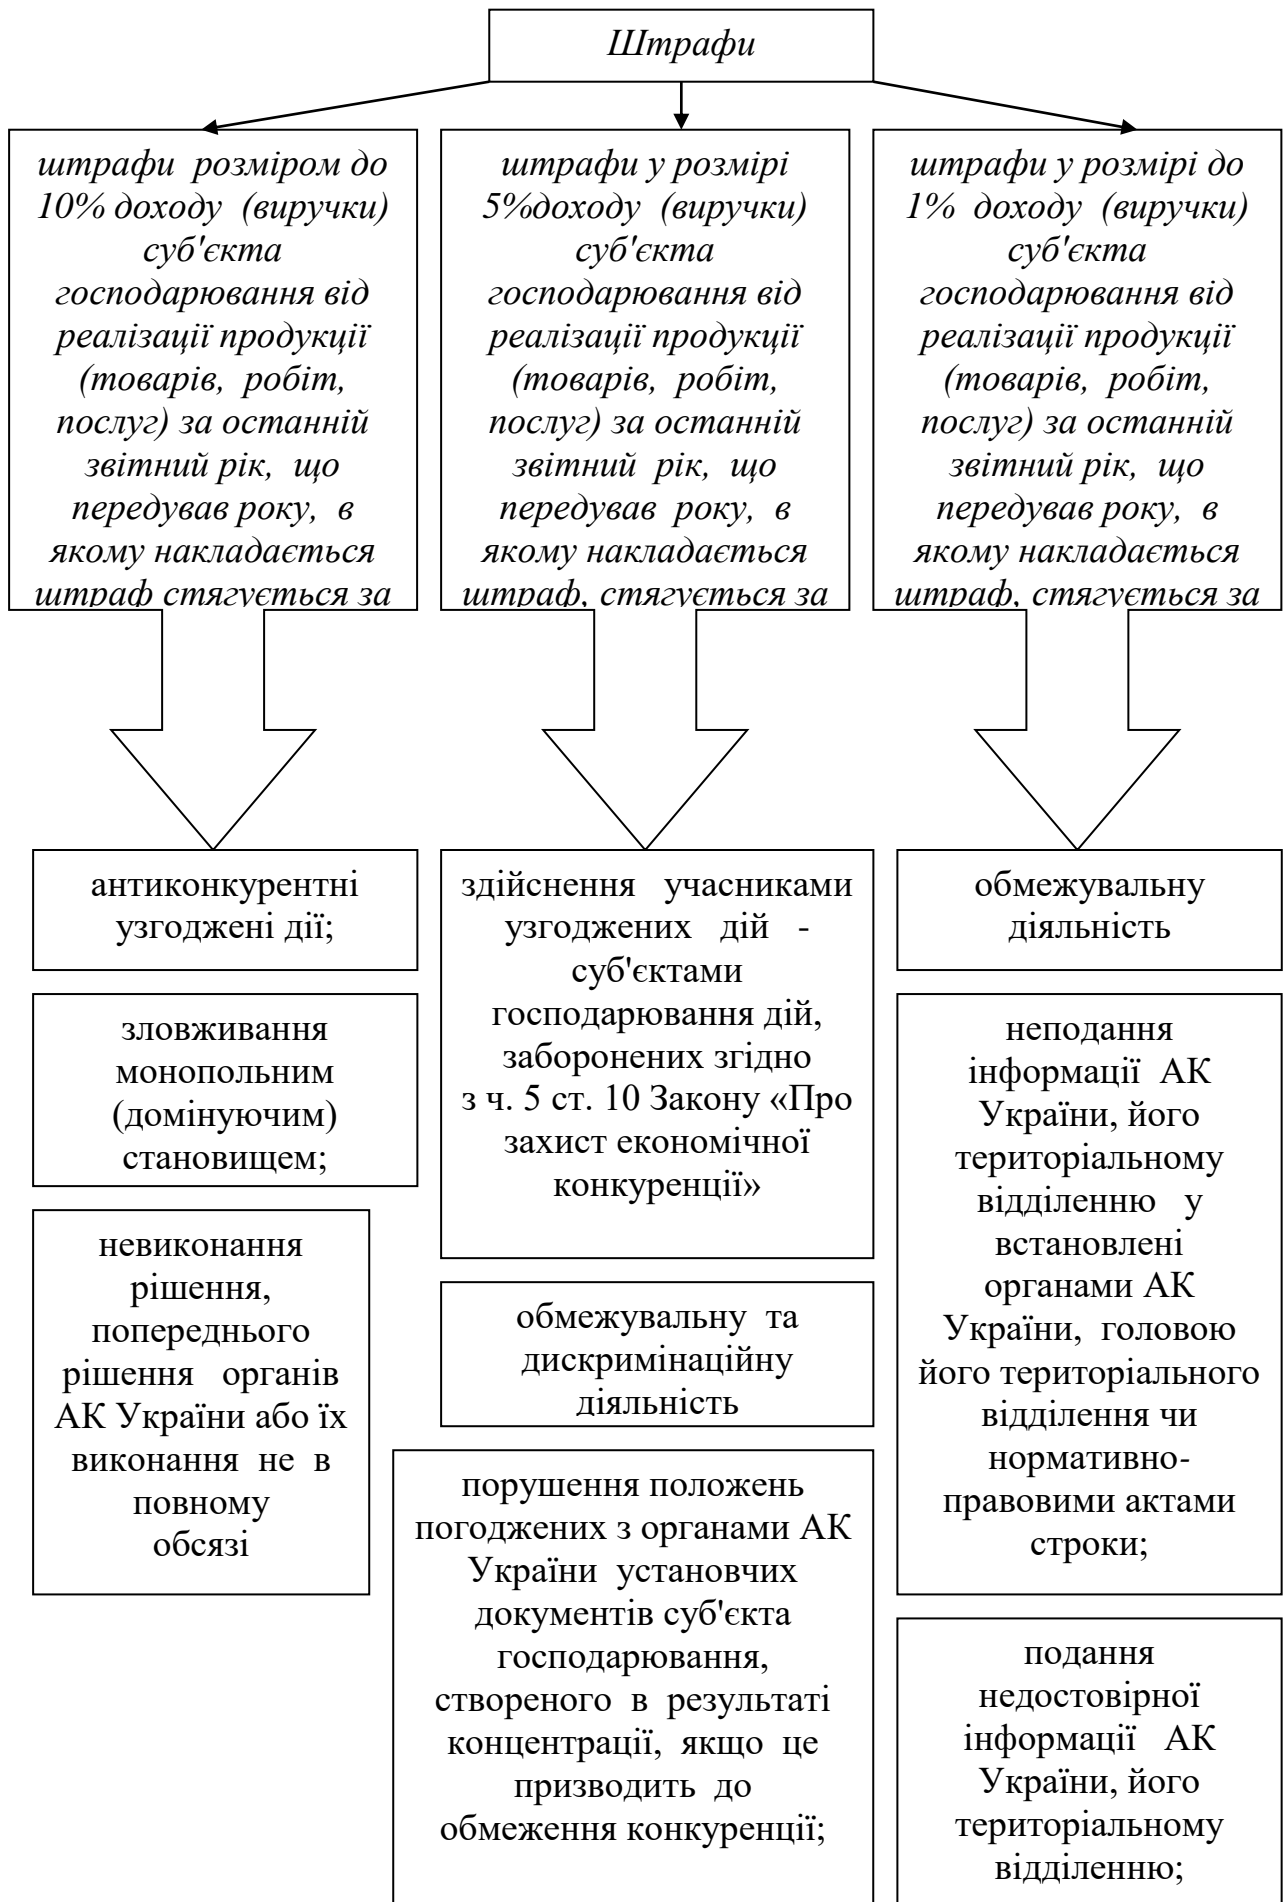 Штрафи
штрафи розміром до
10% доходу (виручки)
суб'єкта
господарювання від
реалізації продукції
(товарів, робіт,
послуг) за останній
звітний рік, що
передував року, в
якому накладається
штраф стягується за
штрафи у розмірі
5%доходу (виручки)
суб'єкта
господарювання від
реалізації продукції
(товарів, робіт,
послуг) за останній
звітний рік, що
передував року, в
якому накладається
штраф, стягується за
штрафи у розмірі до
1% доходу (виручки)
суб'єкта
господарювання від
реалізації продукції
(товарів, робіт,
послуг) за останній
звітний рік, що
передував року, в
якому накладається
штраф, стягується за
антиконкурентні
узгоджені дії;
зловживання
монопольним
(домінуючим)
становищем;
невиконання
рішення,
попереднього
рішення органів
АК України або їх
виконання не в
повному
обсязі
здійснення учасниками
узгоджених дій -
суб'єктами
господарювання дій,
заборонених згідно
з ч. 5 ст. 10 Закону «Про
захист економічної
конкуренції»
обмежувальну та
дискримінаційну
діяльність
порушення положень
погоджених з органами АК
України установчих
документів суб'єкта
господарювання,
створеного в результаті
концентрації, якщо це
призводить до
обмеження конкуренції;
обмежувальну
діяльність
неподання
інформації АК
України, його
територіальному
відділенню у
встановлені
органами АК
України, головою
його територіального
відділення чи
нормативно-
правовими актами
строки;
подання
недостовірної
інформації АК
України, його
територіальному
відділенню;